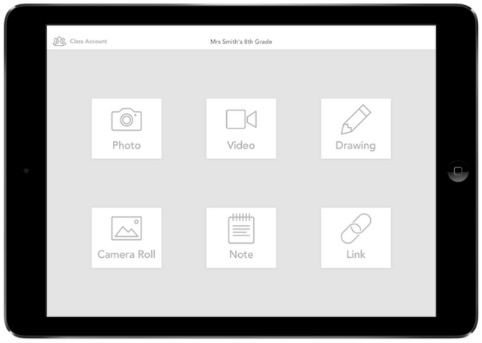 Class Account
Mrs Smith's 8th Grade
Photo
Video
Drawing
Camera Roll
Note
Link